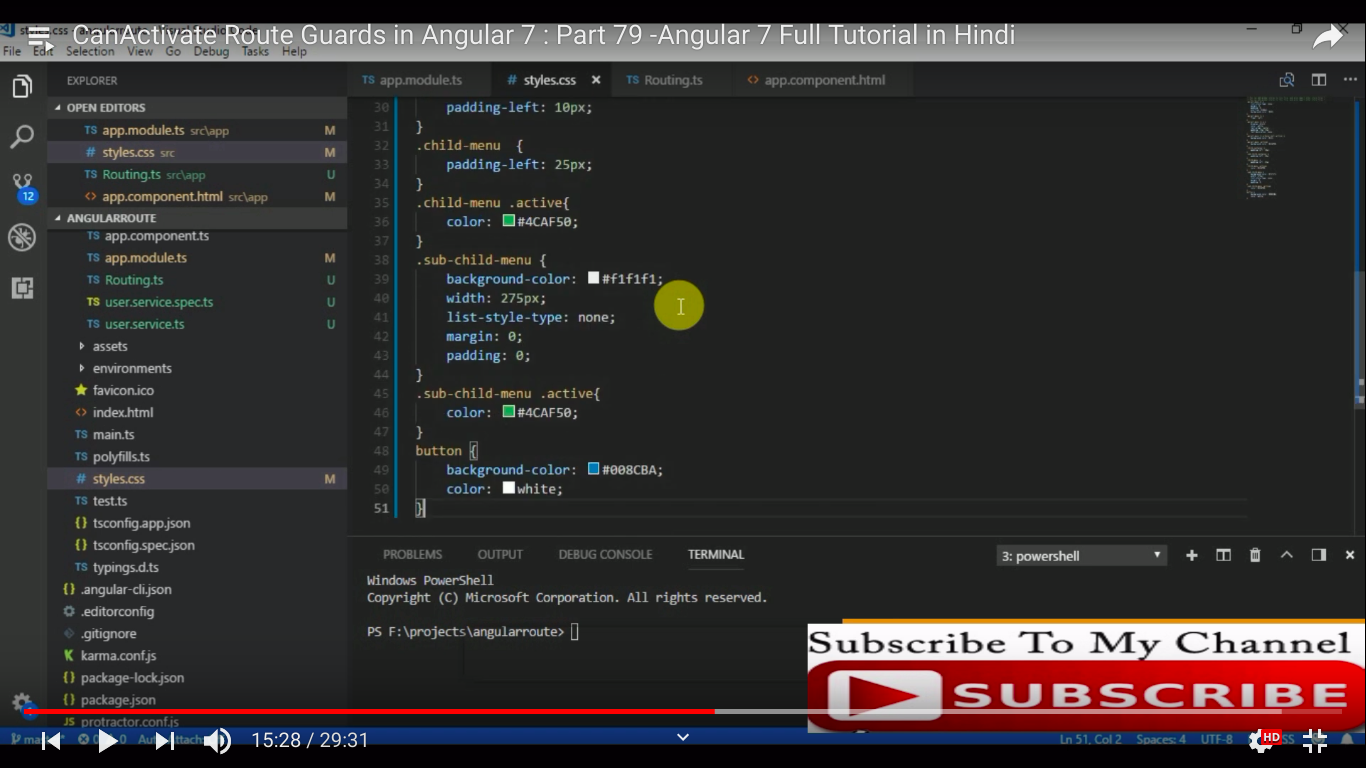 CanActivate Route Guards in Angular 7 : Part 79 -Angular 7 Full Tutorial in Hindi
File Edit Selection View Go Debug Tasks Help
EXPLORER
OPEN EDITORS
TS app.module.ts src\app M
# styles.css src M
TS Routing.ts src\app U
<> app.component.html src\app M
12
ANGULARROUTE
TS app.component.ts
TS app.module.ts M
TS Routing.ts U
TS user.service.spec.ts U
TS user.service.ts U
assets
environments
favicon.ico
<> index.html
TS main.ts
TS polyfills.ts
# styles.css M
TS test.ts
{} tsconfig.app.json
{} tsconfig.spec.json
TS typings.d.ts
{} .angular-cli.json
.editorconfig
.gitignore
K karma.conf.js
{} package-lock.json
{} package.json
JS protractor.conf.js
TS app.module.ts # styles.css × TS Routing.ts <> app.component.html
30 padding-left: 10px;
31 }
32 .child-menu {
33 padding-left: 25px;
34 }
35 .child-menu .active{
36 color: #4CAF50;
37 }
38 .sub-child-menu {
39 background-color: #f1f1f1;
40 width: 275px;
41 list-style-type: none;
42 margin: 0;
43 padding: 0;
44 }
45 .sub-child-menu .active{
46 color: #4CAF50;
47 }
48 button {
49 background-color: #008CBA;
50 color: white;
51 }
PROBLEMS OUTPUT DEBUG CONSOLE TERMINAL 3: powershell
Windows PowerShell
Copyright (C) Microsoft Corporation. All rights reserved.
PS F:\projects\angularroute>
Subscribe To My Channel
SUBSCRIBE
15:28 / 29:31
Ln 51, Col 2 Spaces: 4 UTF-8
HD